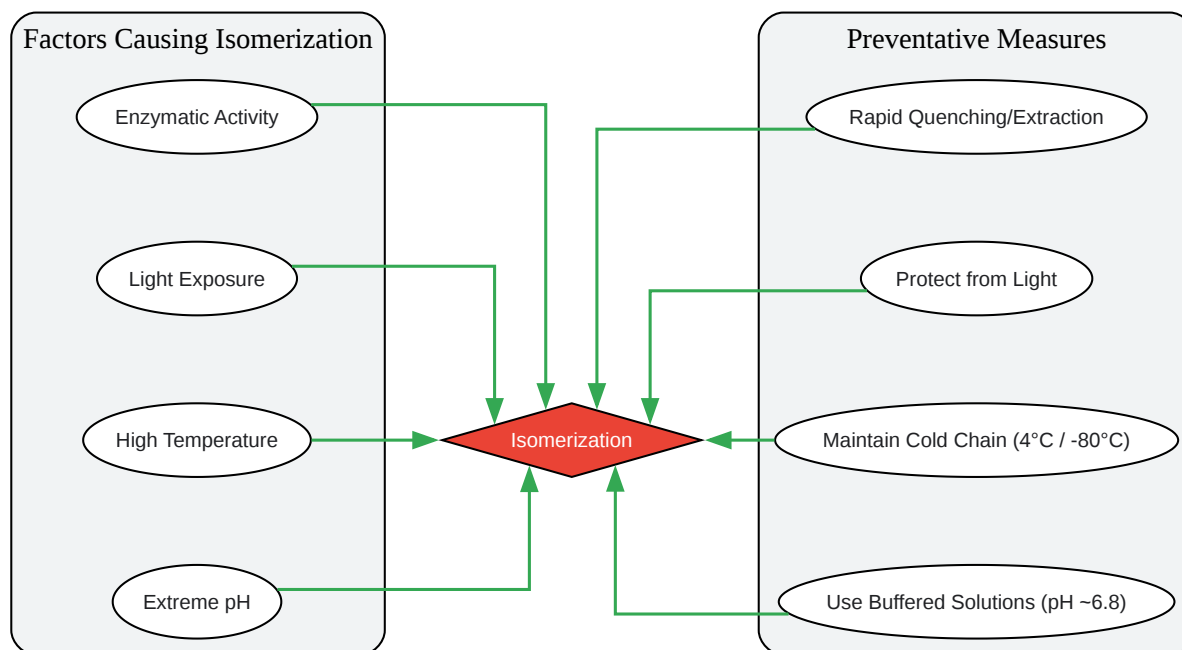 Factors Causing Isomerization
Enzymatic Activity
Light Exposure
High Temperature
Extreme pH
Isomerization
Preventative Measures
Rapid Quenching/Extraction
Protect from Light
Maintain Cold Chain (4°C / -80°C)
Use Buffered Solutions (pH ~6.8)